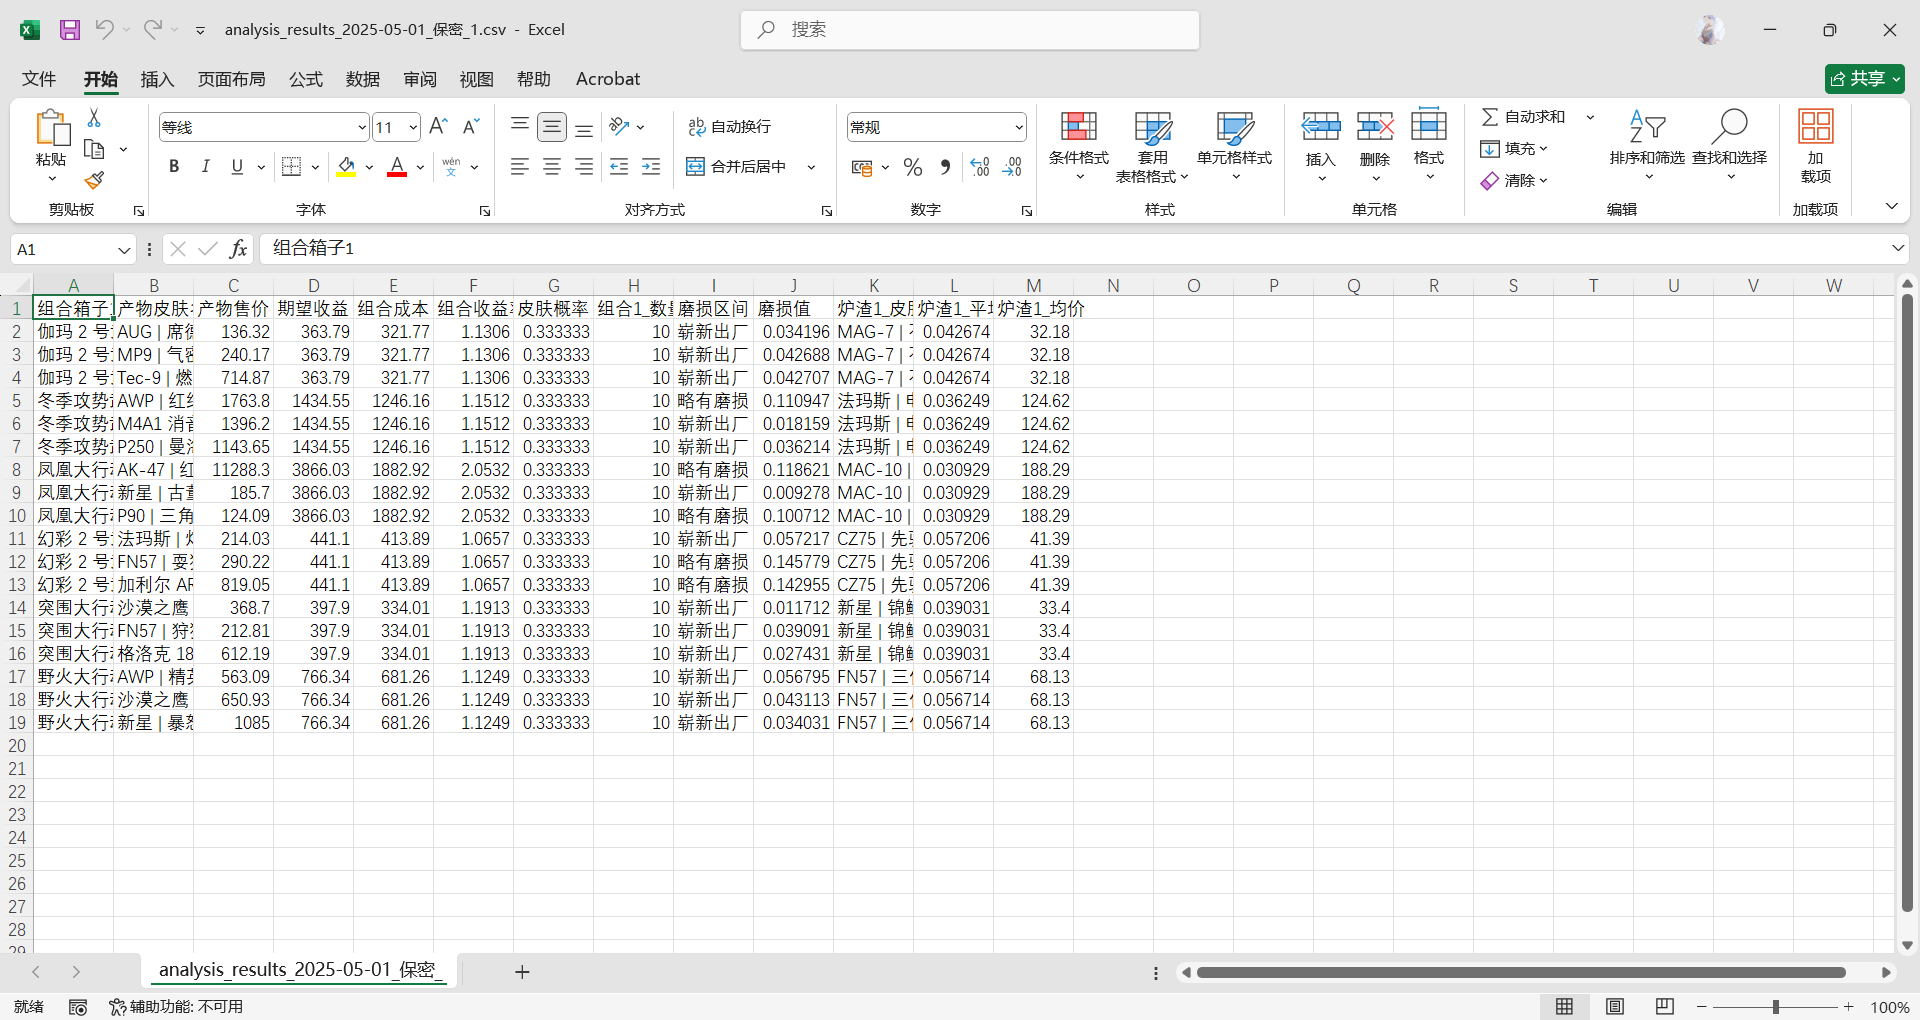 analysis_results_2025-05-01_保密_1.csv - Excel
搜索
文件 开始 插入 页面布局 公式 数据 审阅 视图 帮助 Acrobat 共享
粘贴 等线 11 自动换行 常规 条件格式 套用表格格式 单元格样式 插入 删除 格式 自动求和 填充 清除 排序和筛选 查找和选择 加载项
B I U A wén 文 合并后居中 % .00
剪贴板 字体 对齐方式 数字 样式 单元格 编辑 加载项
A1 fx 组合箱子1
A B C D E F G H I J K L M N O P Q R S T U V W
1 组合箱子 产物皮肤 产物售价 期望收益 组合成本 组合收益 皮肤概率 组合1_数 磨损区间 磨损值 炉渣1_皮 炉渣1_平 炉渣1_均价
2 伽玛 2 号 AUG | 席 136.32 363.79 321.77 1.1306 0.333333 10 崭新出厂 0.034196 MAG-7 | 0.042674 32.18
3 伽玛 2 号 MP9 | 气 240.17 363.79 321.77 1.1306 0.333333 10 崭新出厂 0.042688 MAG-7 | 0.042674 32.18
4 伽玛 2 号 Tec-9 | 燃 714.87 363.79 321.77 1.1306 0.333333 10 崭新出厂 0.042707 MAG-7 | 0.042674 32.18
5 冬季攻势 AWP | 红 1763.8 1434.55 1246.16 1.1512 0.333333 10 略有磨损 0.110947 法玛斯 | 0.036249 124.62
6 冬季攻势 M4A1 消音 1396.2 1434.55 1246.16 1.1512 0.333333 10 崭新出厂 0.018159 法玛斯 | 0.036249 124.62
7 冬季攻势 P250 | 曼 1143.65 1434.55 1246.16 1.1512 0.333333 10 崭新出厂 0.036214 法玛斯 | 0.036249 124.62
8 凤凰大行 AK-47 | 红 11288.3 3866.03 1882.92 2.0532 0.333333 10 略有磨损 0.118621 MAC-10 | 0.030929 188.29
9 凤凰大行 新星 | 古 185.7 3866.03 1882.92 2.0532 0.333333 10 崭新出厂 0.009278 MAC-10 | 0.030929 188.29
10 凤凰大行 P90 | 三角 124.09 3866.03 1882.92 2.0532 0.333333 10 略有磨损 0.100712 MAC-10 | 0.030929 188.29
11 幻彩 2 号 法玛斯 | 214.03 441.1 413.89 1.0657 0.333333 10 崭新出厂 0.057217 CZ75 | 先 0.057206 41.39
12 幻彩 2 号 FN57 | 耍 290.22 441.1 413.89 1.0657 0.333333 10 略有磨损 0.145779 CZ75 | 先 0.057206 41.39
13 幻彩 2 号 加利尔 AR 819.05 441.1 413.89 1.0657 0.333333 10 略有磨损 0.142955 CZ75 | 先 0.057206 41.39
14 突围大行 沙漠之鹰 368.7 397.9 334.01 1.1913 0.333333 10 崭新出厂 0.011712 新星 | 锦 0.039031 33.4
15 突围大行 FN57 | 狩 212.81 397.9 334.01 1.1913 0.333333 10 崭新出厂 0.039091 新星 | 锦 0.039031 33.4
16 突围大行 格洛克 18 612.19 397.9 334.01 1.1913 0.333333 10 崭新出厂 0.027431 新星 | 锦 0.039031 33.4
17 野火大行 AWP | 精 563.09 766.34 681.26 1.1249 0.333333 10 崭新出厂 0.056795 FN57 | 三 0.056714 68.13
18 野火大行 沙漠之鹰 650.93 766.34 681.26 1.1249 0.333333 10 崭新出厂 0.043113 FN57 | 三 0.056714 68.13
19 野火大行 新星 | 暴 1085 766.34 681.26 1.1249 0.333333 10 崭新出厂 0.034031 FN57 | 三 0.056714 68.13
20
21
22
23
24
25
26
27
28
29
analysis_results_2025-05-01_保密_
就绪 辅助功能: 不可用 100%